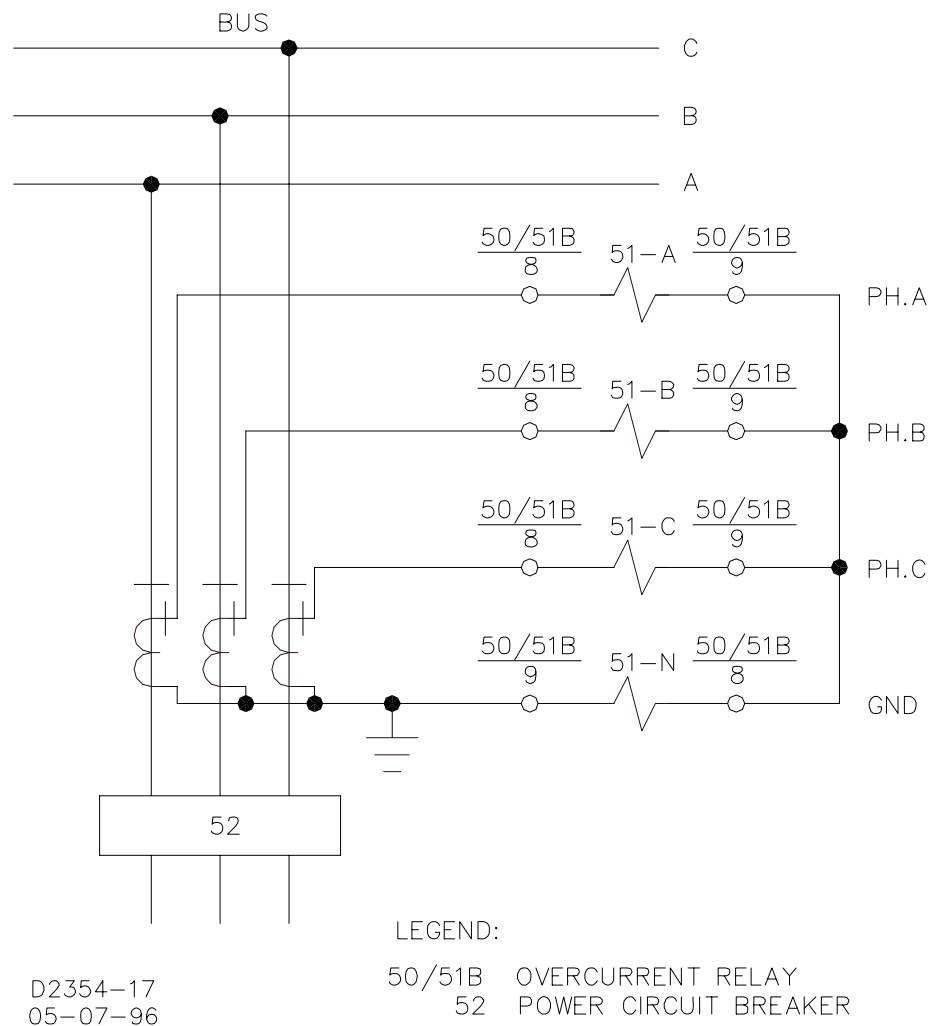 BUS
C
B
A
50/51B 51-A 50/51B
8 9
PH.A
50/51B 51-B 50/51B
8 9
PH.B
50/51B 51-C 50/51B
8 9
PH.C
50/51B 51-N 50/51B
9 8
GND
52
LEGEND:
50/51B OVERCURRENT RELAY
52 POWER CIRCUIT BREAKER
D2354-17
05-07-96